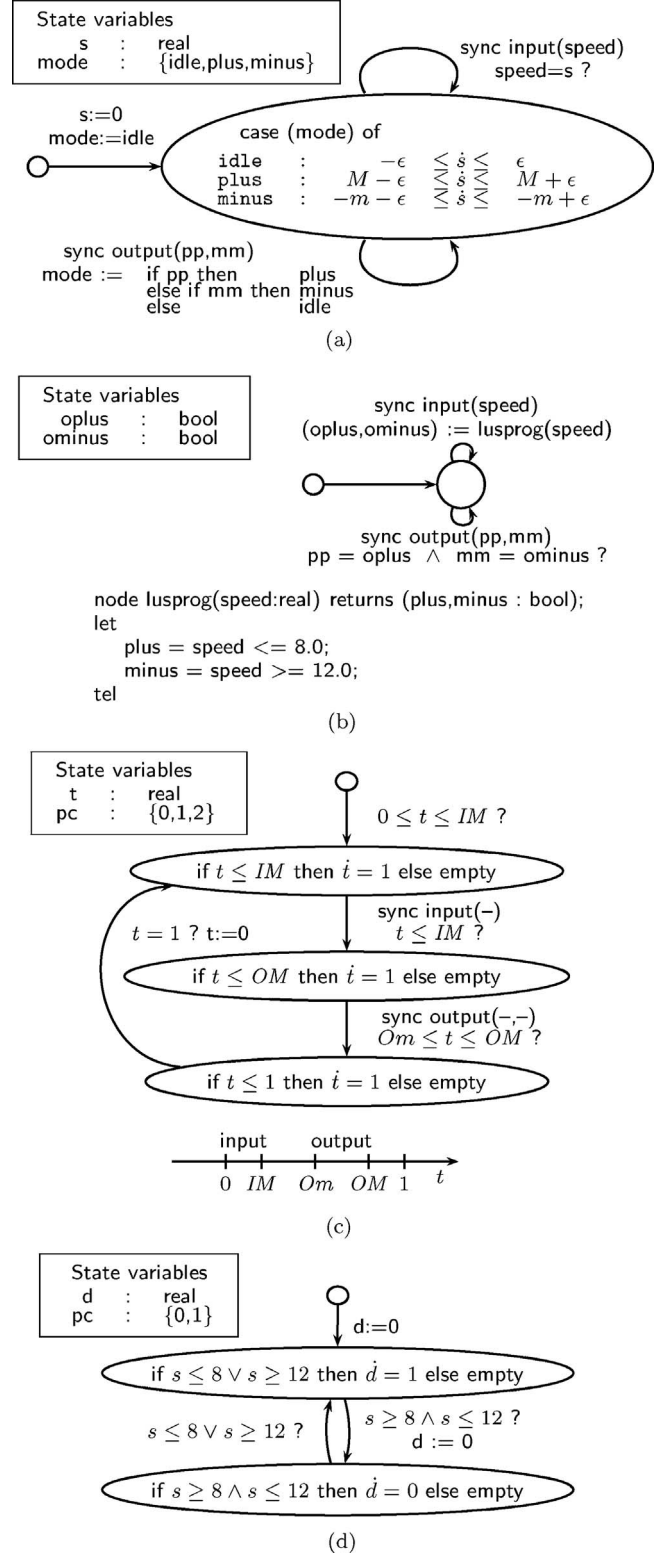 State variables
s : real
mode : {idle,plus,minus}
sync input(speed)
speed=s ?
s:=0
mode:=idle
case (mode) of
idle : −ϵ ≤ ṡ ≤ ϵ
plus : M − ϵ ≤ ṡ ≤ M + ϵ
minus : −m − ϵ ≤ ṡ ≤ −m + ϵ
sync output(pp,mm)
mode := if pp then plus
else if mm then minus
else idle
(a)
State variables
oplus : bool
ominus : bool
sync input(speed)
(oplus,ominus) := lusprog(speed)
sync output(pp,mm)
pp = oplus ∧ mm = ominus ?
node lusprog(speed:real) returns (plus,minus : bool);
let
plus = speed <= 8.0;
minus = speed >= 12.0;
tel
(b)
State variables
t : real
pc : {0,1,2}
0 ≤ t ≤ IM ?
if t ≤ IM then ṫ = 1 else empty
sync input(–)
t ≤ IM ?
t = 1 ? t:=0
if t ≤ OM then ṫ = 1 else empty
sync output(–,–)
Om ≤ t ≤ OM ?
if t ≤ 1 then ṫ = 1 else empty
input output
0 IM Om OM 1 t
(c)
State variables
d : real
pc : {0,1}
d:=0
if s ≤ 8 ∨ s ≥ 12 then ḋ = 1 else empty
s ≤ 8 ∨ s ≥ 12 ?
s ≥ 8 ∧ s ≤ 12 ?
d := 0
if s ≥ 8 ∧ s ≤ 12 then ḋ = 0 else empty
(d)